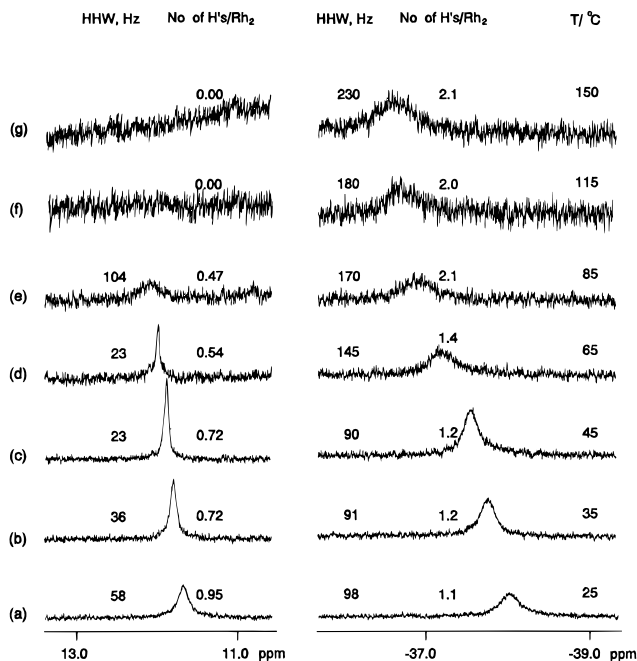 HHW, Hz No of H's/Rh₂ HHW, Hz No of H's/Rh₂ T/ °C
(g) 0.00 230 2.1 150
(f) 0.00 180 2.0 115
(e) 104 0.47 170 2.1 85
(d) 23 0.54 145 1.4 65
(c) 23 0.72 90 1.2 45
(b) 36 0.72 91 1.2 35
(a) 58 0.95 98 1.1 25
13.0 11.0 ppm -37.0 -39.0 ppm